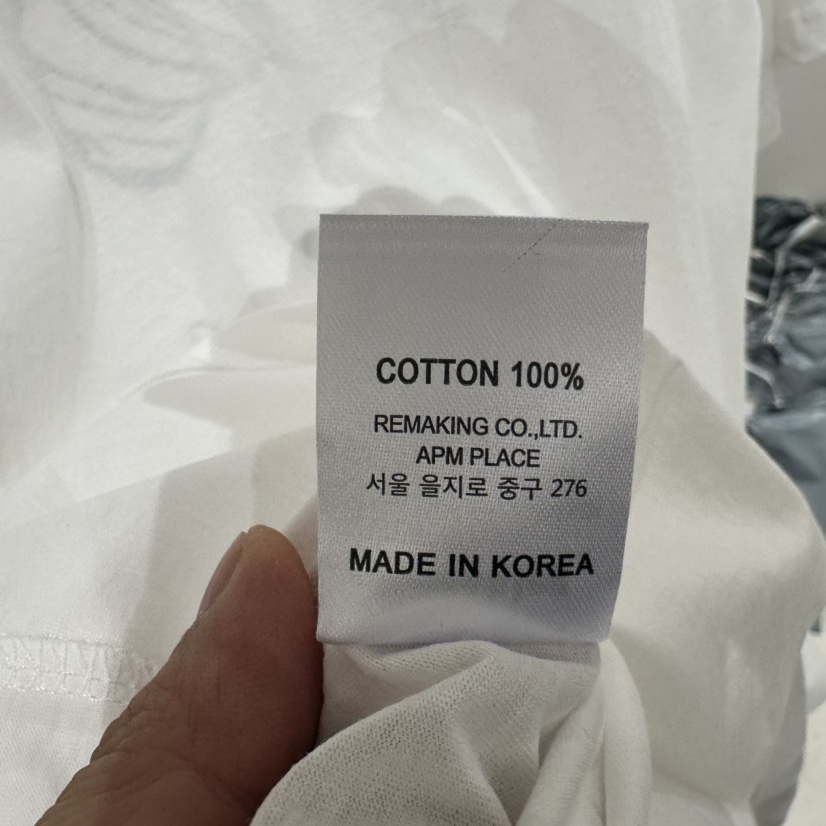 COTTON 100%
REMAKING CO.,LTD.
APM PLACE
서울 을지로 중구 276
MADE IN KOREA